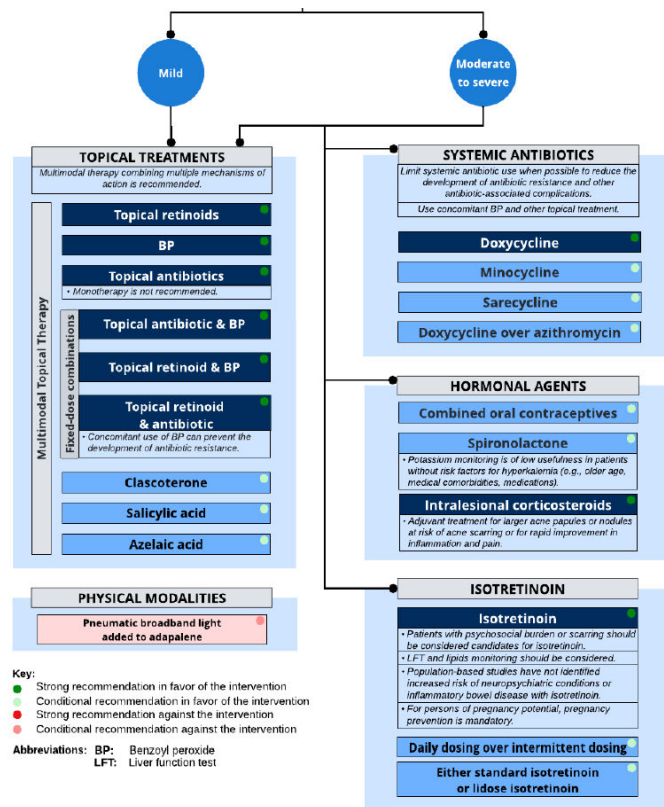 Mild
Moderate
to severe
TOPICAL TREATMENTS
Multimodal therapy combining multiple mechanisms of
action is recommended.
Multimodal Topical Therapy
Topical retinoids
BP
Topical antibiotics
• Monotherapy is not recommended.
Fixed-dose combinations
Topical antibiotic & BP
Topical retinoid & BP
Topical retinoid
& antibiotic
• Concomitant use of BP can prevent the
development of antibiotic resistance.
Clascoterone
Salicylic acid
Azelaic acid
PHYSICAL MODALITIES
Pneumatic broadband light
added to adapalene
Key:
Strong recommendation in favor of the intervention
Conditional recommendation in favor of the intervention
Strong recommendation against the intervention
Conditional recommendation against the intervention
Abbreviations: BP: Benzoyl peroxide
LFT: Liver function test
SYSTEMIC ANTIBIOTICS
Limit systemic antibiotic use when possible to reduce the
development of antibiotic resistance and other
antibiotic-associated complications.
Use concomitant BP and other topical treatment.
Doxycycline
Minocycline
Sarecycline
Doxycycline over azithromycin
HORMONAL AGENTS
Combined oral contraceptives
Spironolactone
• Potassium monitoring is of low usefulness in patients
without risk factors for hyperkalemia (e.g., older age,
medical comorbidities, medications).
Intralesional corticosteroids
• Adjuvant treatment for larger acne papules or nodules
at risk of acne scarring or for rapid improvement in
inflammation and pain.
ISOTRETINOIN
Isotretinoin
• Patients with psychosocial burden or scarring should
be considered candidates for isotretinoin.
• LFT and lipids monitoring should be considered.
• Population-based studies have not identified
increased risk of neuropsychiatric conditions or
inflammatory bowel disease with isotretinoin.
• For persons of pregnancy potential, pregnancy
prevention is mandatory.
Daily dosing over intermittent dosing
Either standard isotretinoin
or lidose isotretinoin